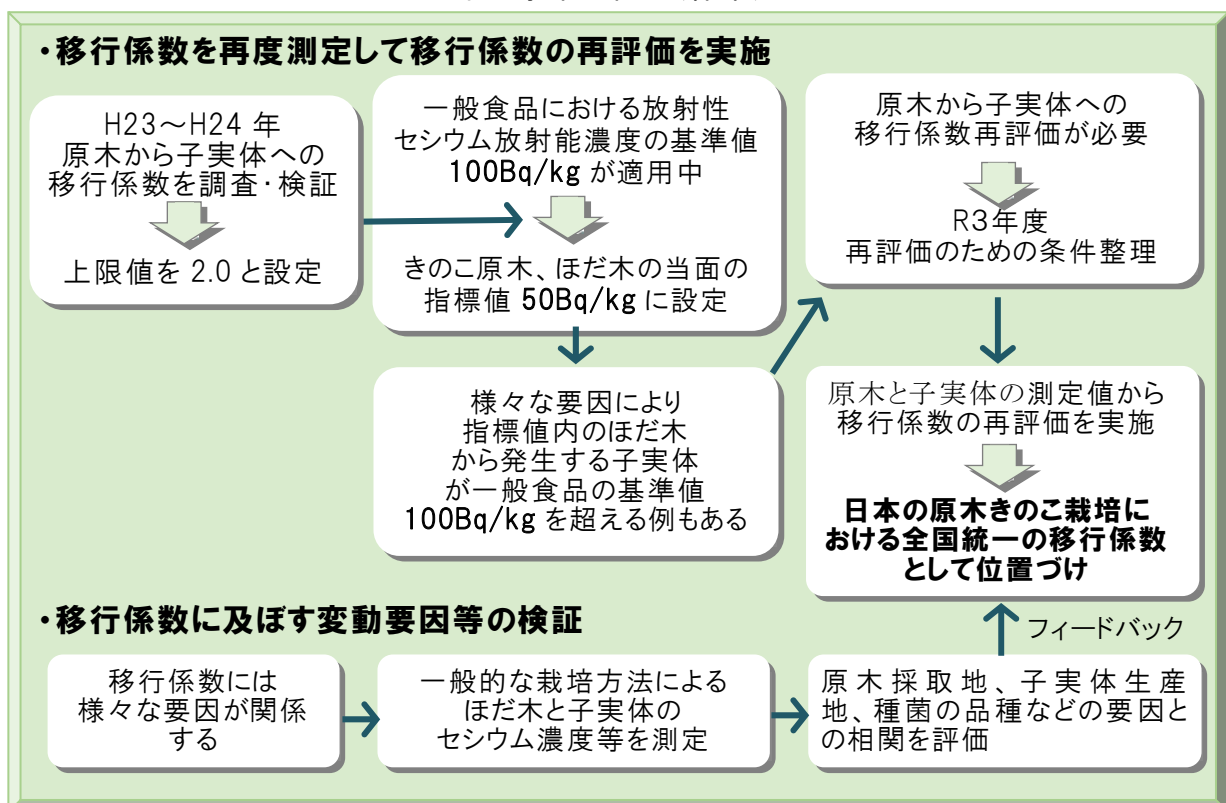 ・移行係数を再度測定して移行係数の再評価を実施
H23~H24 年
原木から子実体への
移行係数を調査・検証
上限値を 2.0 と設定
一般食品における放射性
セシウム放射能濃度の基準値
100Bq/kg が適用中
きのこ原木、ほだ木の当面の
指標値 50Bq/kg に設定
様々な要因により
指標値内のほだ木
から発生する子実体
が一般食品の基準値
100Bq/kg を超える例もある
原木から子実体への
移行係数再評価が必要
R3年度
再評価のための条件整理
原木と子実体の測定値から
移行係数の再評価を実施
日本の原木きのこ栽培に
おける全国統一の移行係数
として位置づけ
・移行係数に及ぼす変動要因等の検証
フィードバック
移行係数には
様々な要因が関係
する
一般的な栽培方法による
ほだ木と子実体の
セシウム濃度等を測定
原木採取地、子実体生産
地、種菌の品種などの要因と
の相関を評価